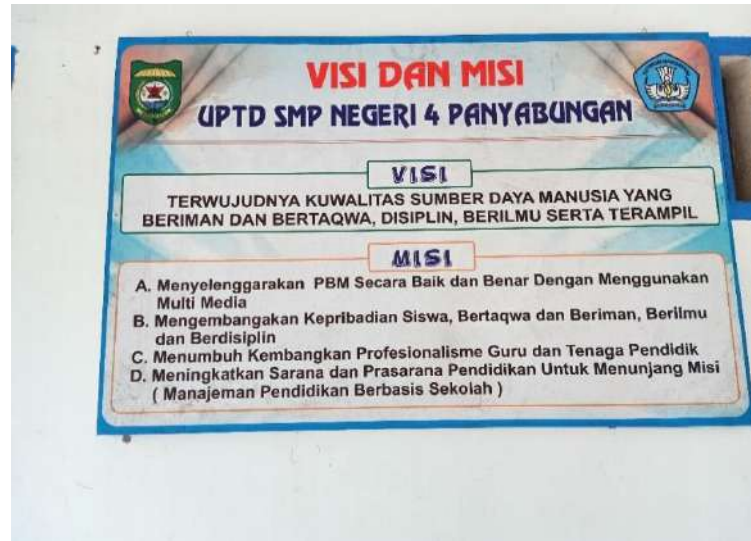 VISI DAN MISI
UPTD SMP NEGERI 4 PANYABUNGAN
VISI
TERWUJUDNYA KUWALITAS SUMBER DAYA MANUSIA YANG
BERIMAN DAN BERTAQWA, DISIPLIN, BERILMU SERTA TERAMPIL
MISI
A. Menyelenggarakan PBM Secara Baik dan Benar Dengan Menggunakan
Multi Media
B. Mengembangakan Kepribadian Siswa, Bertaqwa dan Beriman, Berilmu
dan Berdisiplin
C. Menumbuh Kembangkan Profesionalisme Guru dan Tenaga Pendidik
D. Meningkatkan Sarana dan Prasarana Pendidikan Untuk Menunjang Misi
( Manajeman Pendidikan Berbasis Sekolah )